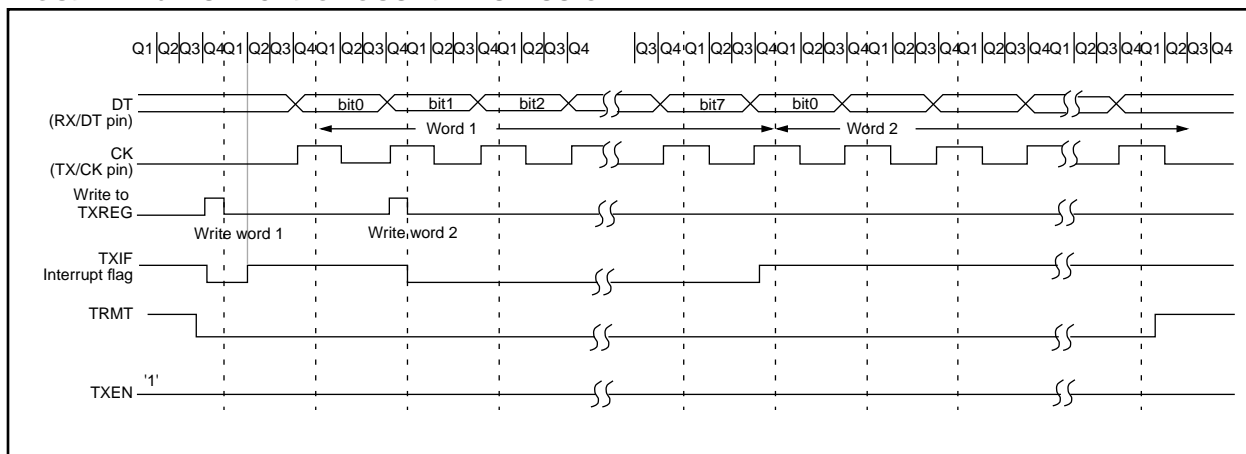 Q1 Q2 Q3 Q4 Q1 Q2 Q3 Q4 Q1 Q2 Q3 Q4 Q1 Q2 Q3 Q4 Q1 Q2 Q3 Q4 Q3 Q4 Q1 Q2 Q3 Q4 Q1 Q2 Q3 Q4 Q1 Q2 Q3 Q4 Q1 Q2 Q3 Q4 Q1 Q2 Q3 Q4 Q1 Q2 Q3 Q4
DT bit0 bit1 bit2 bit7 bit0
(RX/DT pin)
Word 1 Word 2
CK
(TX/CK pin)
Write to
TXREG
Write word 1 Write word 2
TXIF
Interrupt flag
TRMT
'1'
TXEN